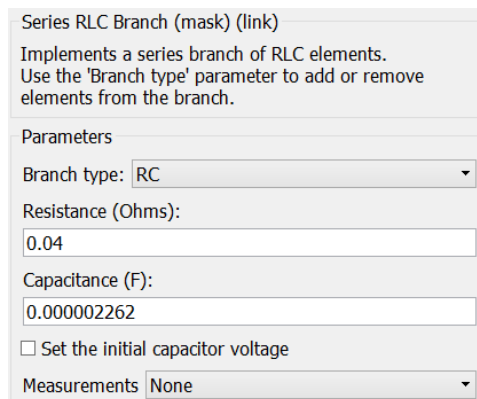 Series RLC Branch (mask) (link)
Implements a series branch of RLC elements.
Use the 'Branch type' parameter to add or remove
elements from the branch.
Parameters
Branch type: RC
Resistance (Ohms):
0.04
Capacitance (F):
0.000002262
Set the initial capacitor voltage
Measurements None